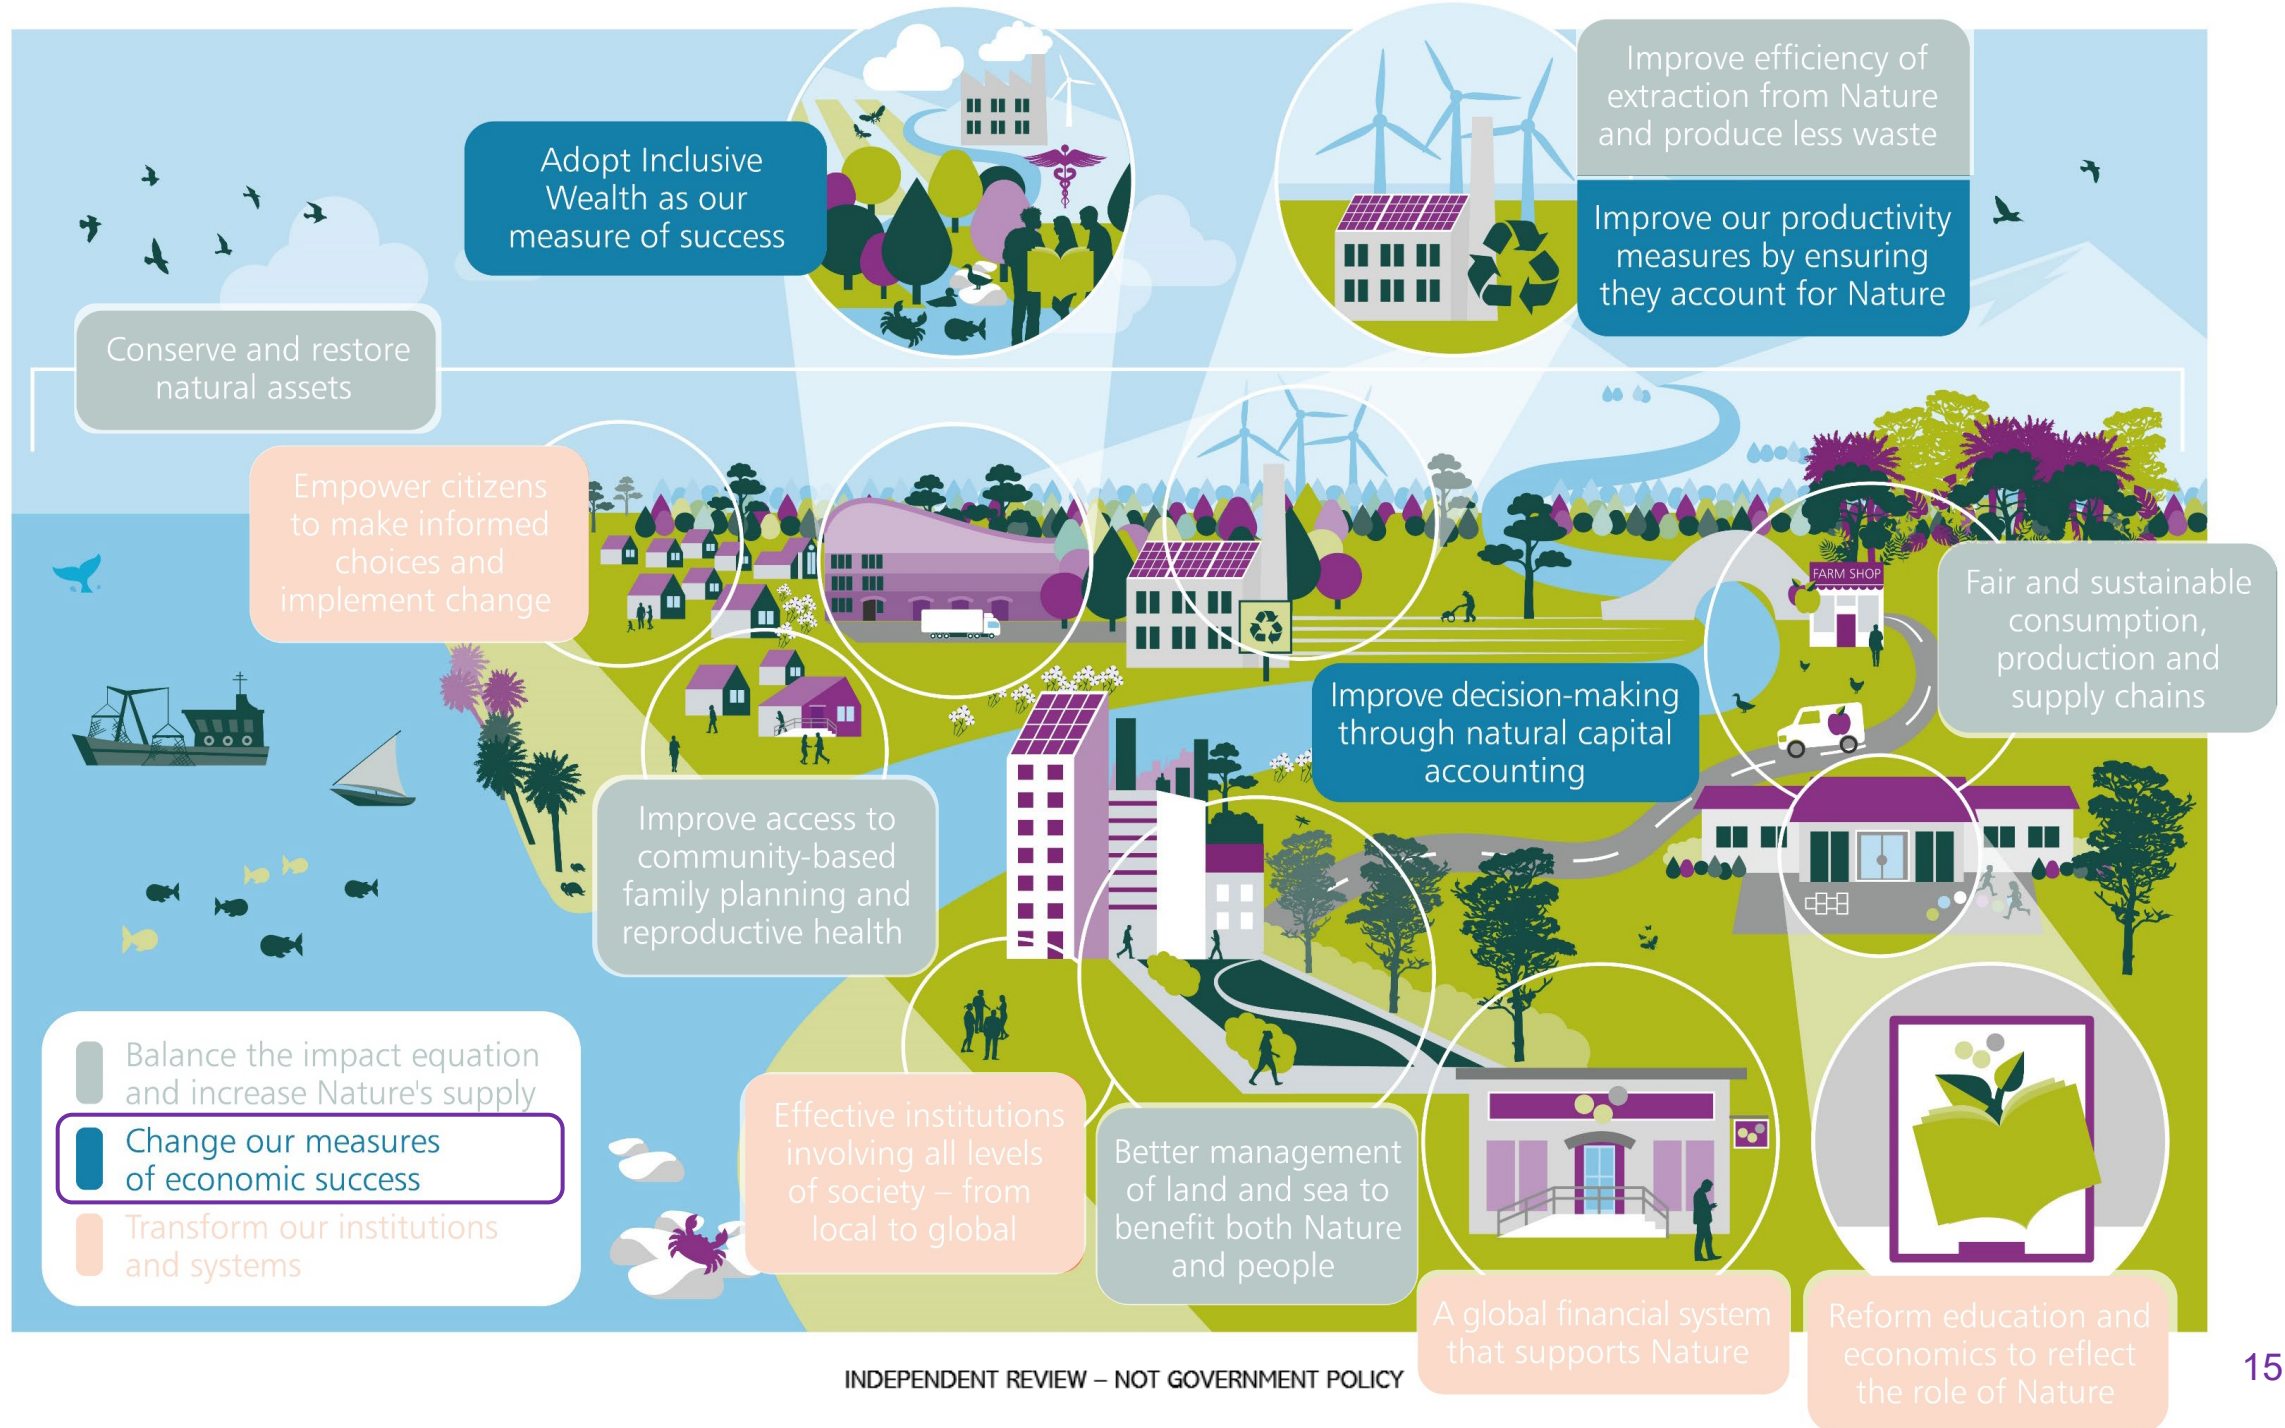 Improve efficiency of
extraction from Nature
and produce less waste
Adopt Inclusive
Wealth as our
measure of success
Improve our productivity
measures by ensuring
they account for Nature
Conserve and restore
natural assets
Empower citizens
to make informed
choices and
implement change
FARM SHOP
Fair and sustainable
consumption,
production and
supply chains
Improve decision-making
through natural capital
accounting
Improve access to
community-based
family planning and
reproductive health
Balance the impact equation
and increase Nature's supply
Change our measures
of economic success
Transform our institutions
and systems
Effective institutions
involving all levels
of society – from
local to global
Better management
of land and sea to
benefit both Nature
and people
A global financial system
that supports Nature
Reform education and
economics to reflect
the role of Nature
INDEPENDENT REVIEW – NOT GOVERNMENT POLICY
15